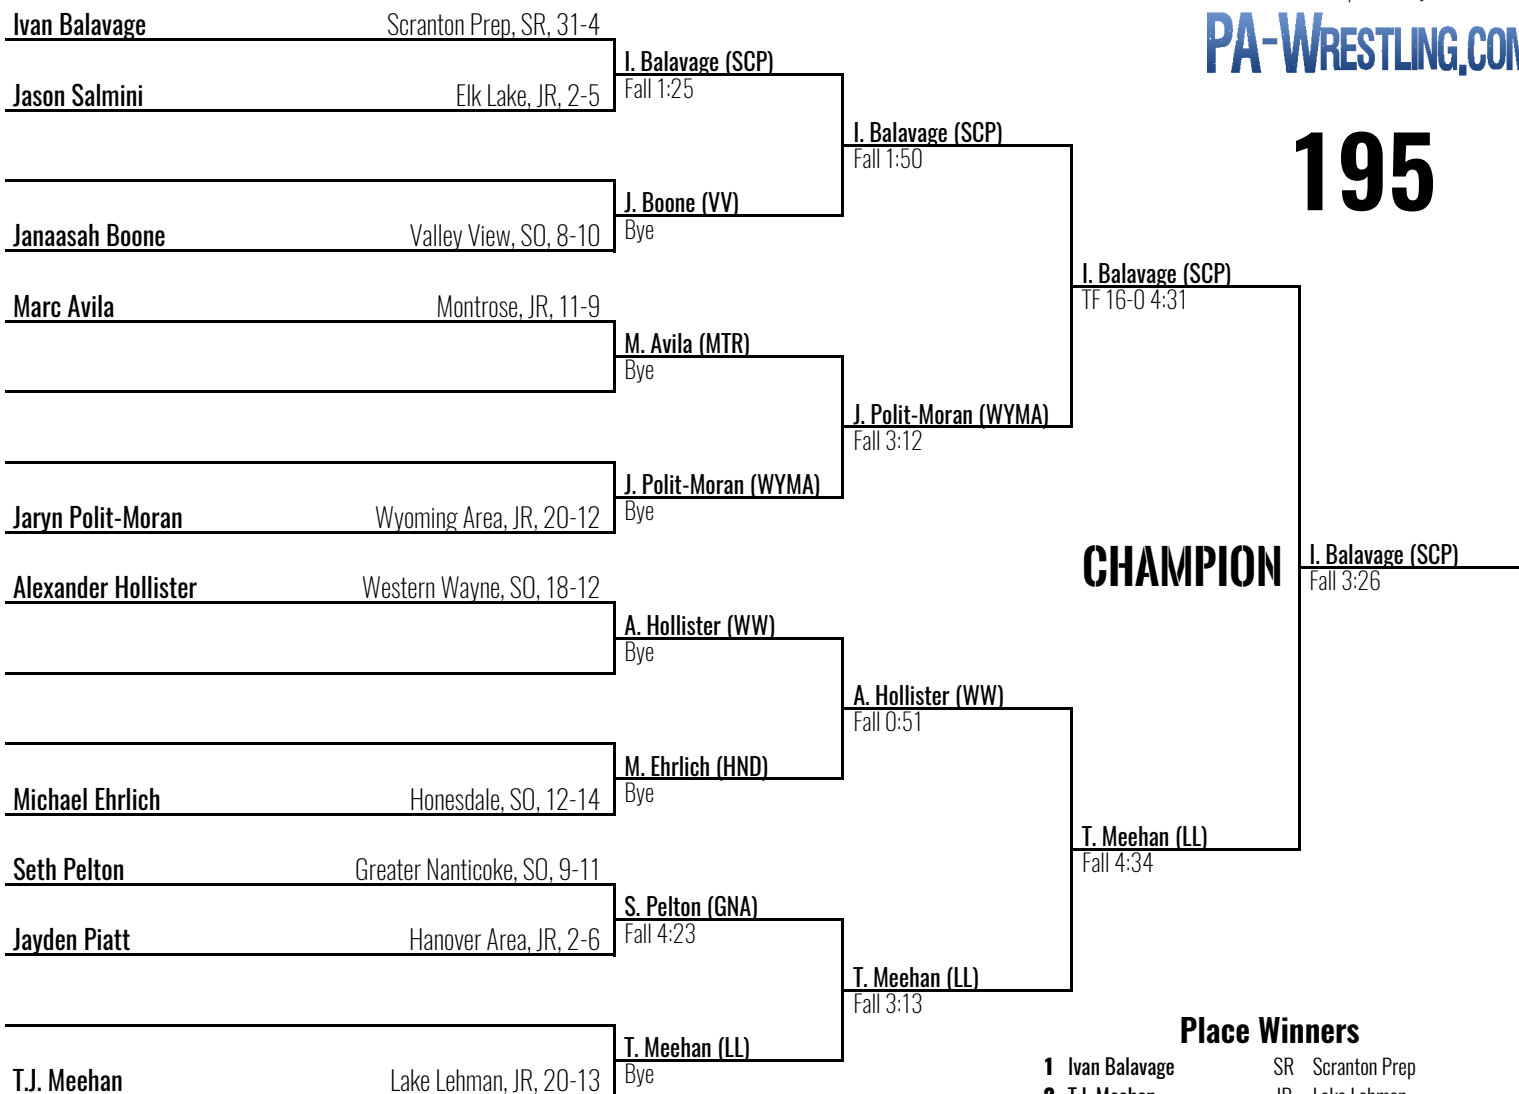 Ivan Balavage Scranton Prep, SR, 31-4
I. Balavage (SCP)
Fall 1:25
Jason Salmini Elk Lake, JR, 2-5
I. Balavage (SCP)
Fall 1:50
J. Boone (VV)
Bye
Janaasah Boone Valley View, SO, 8-10
I. Balavage (SCP)
TF 16-0 4:31
Marc Avila Montrose, JR, 11-9
M. Avila (MTR)
Bye
J. Polit-Moran (WYMA)
Fall 3:12
J. Polit-Moran (WYMA)
Bye
Jaryn Polit-Moran Wyoming Area, JR, 20-12
CHAMPION
I. Balavage (SCP)
Fall 3:26
Alexander Hollister Western Wayne, SO, 18-12
A. Hollister (WW)
Bye
A. Hollister (WW)
Fall 0:51
M. Ehrlich (HND)
Bye
Michael Ehrlich Honesdale, SO, 12-14
T. Meehan (LL)
Fall 4:34
Seth Pelton Greater Nanticoke, SO, 9-11
S. Pelton (GNA)
Fall 4:23
Jayden Piatt Hanover Area, JR, 2-6
T. Meehan (LL)
Fall 3:13
T. Meehan (LL)
Bye
T.J. Meehan Lake Lehman, JR, 20-13
PA-WRESTLING.COM
195
Place Winners
1 Ivan Balavage SR Scranton Prep
2 T.J. Meehan JR Lake Lehman